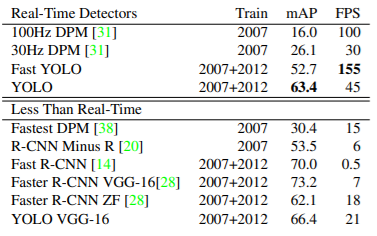 Real-Time Detectors Train mAP FPS
100Hz DPM [31] 2007 16.0 100
30Hz DPM [31] 2007 26.1 30
Fast YOLO 2007+2012 52.7 155
YOLO 2007+2012 63.4 45
Less Than Real-Time
Fastest DPM [38] 2007 30.4 15
R-CNN Minus R [20] 2007 53.5 6
Fast R-CNN [14] 2007+2012 70.0 0.5
Faster R-CNN VGG-16[28] 2007+2012 73.2 7
Faster R-CNN ZF [28] 2007+2012 62.1 18
YOLO VGG-16 2007+2012 66.4 21